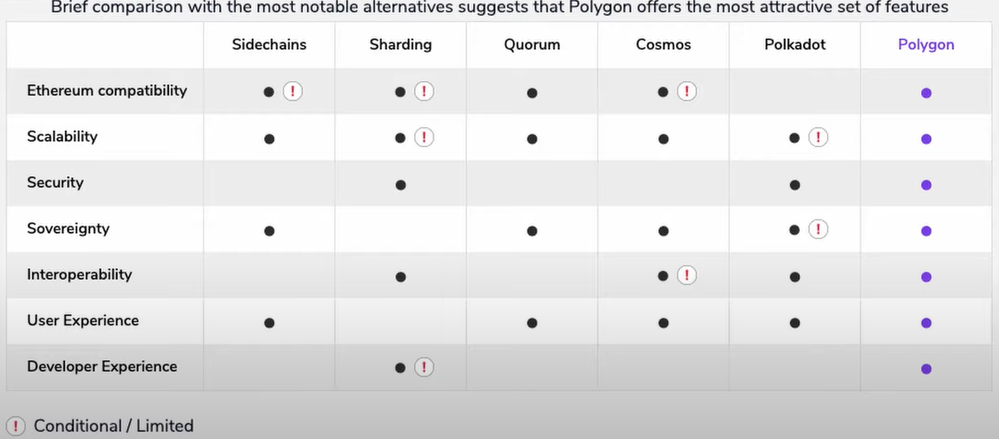 Brief comparison with the most notable alternatives suggests that Polygon offers the most attractive set of features
Sidechains Sharding Quorum Cosmos Polkadot Polygon
Ethereum compatibility ● ! ● ! ● ● ! ●
Scalability ● ● ! ● ● ● ! ●
Security ● ● ●
Sovereignty ● ● ● ● ! ●
Interoperability ● ● ! ● ●
User Experience ● ● ● ● ●
Developer Experience ● ! ●
! Conditional / Limited